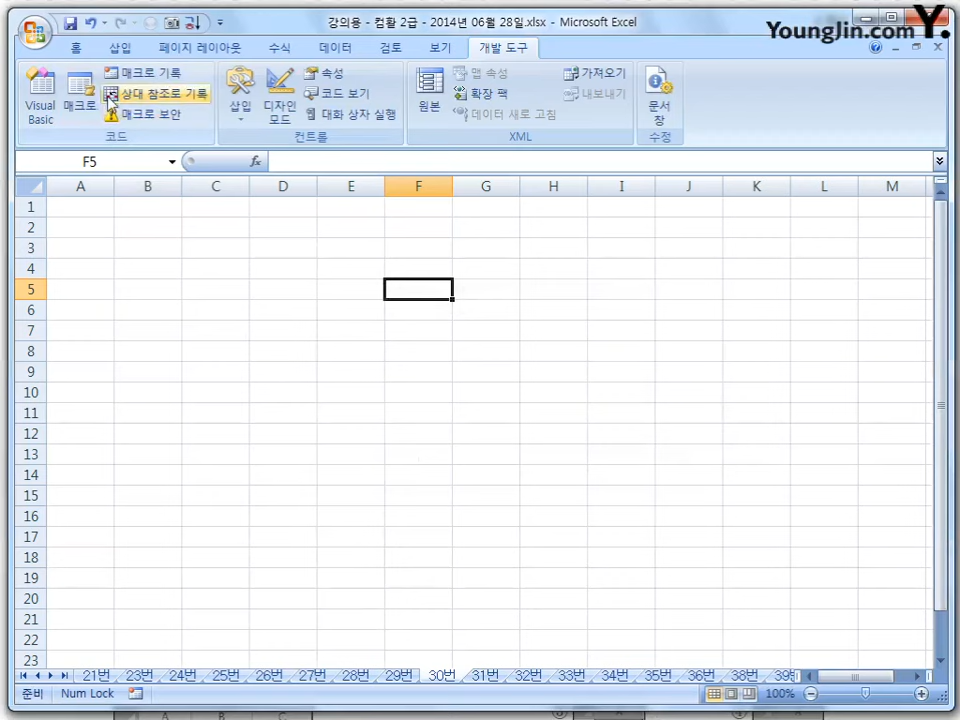 강의용 - 컴활 2급 - 2014년 06월 28일.xlsx - Microsoft Excel
YoungJin.com Y.
홈 삽입 페이지 레이아웃 수식 데이터 검토 보기 개발 도구
Visual Basic
매크로
매크로 기록
상대 참조로 기록
매크로 보안
코드
삽입
디자인 모드
속성
코드 보기
대화 상자 실행
컨트롤
원본
맵 속성
확장 팩
데이터 새로 고침
가져오기
내보내기
XML
문서 창
수정
F5 fx
A B C D E F G H I J K L M
1
2
3
4
5
6
7
8
9
10
11
12
13
14
15
16
17
18
19
20
21
22
23
21번 23번 24번 25번 26번 27번 28번 29번 30번 31번 32번 33번 34번 35번 36번 37번 38번
준비 Num Lock 100%